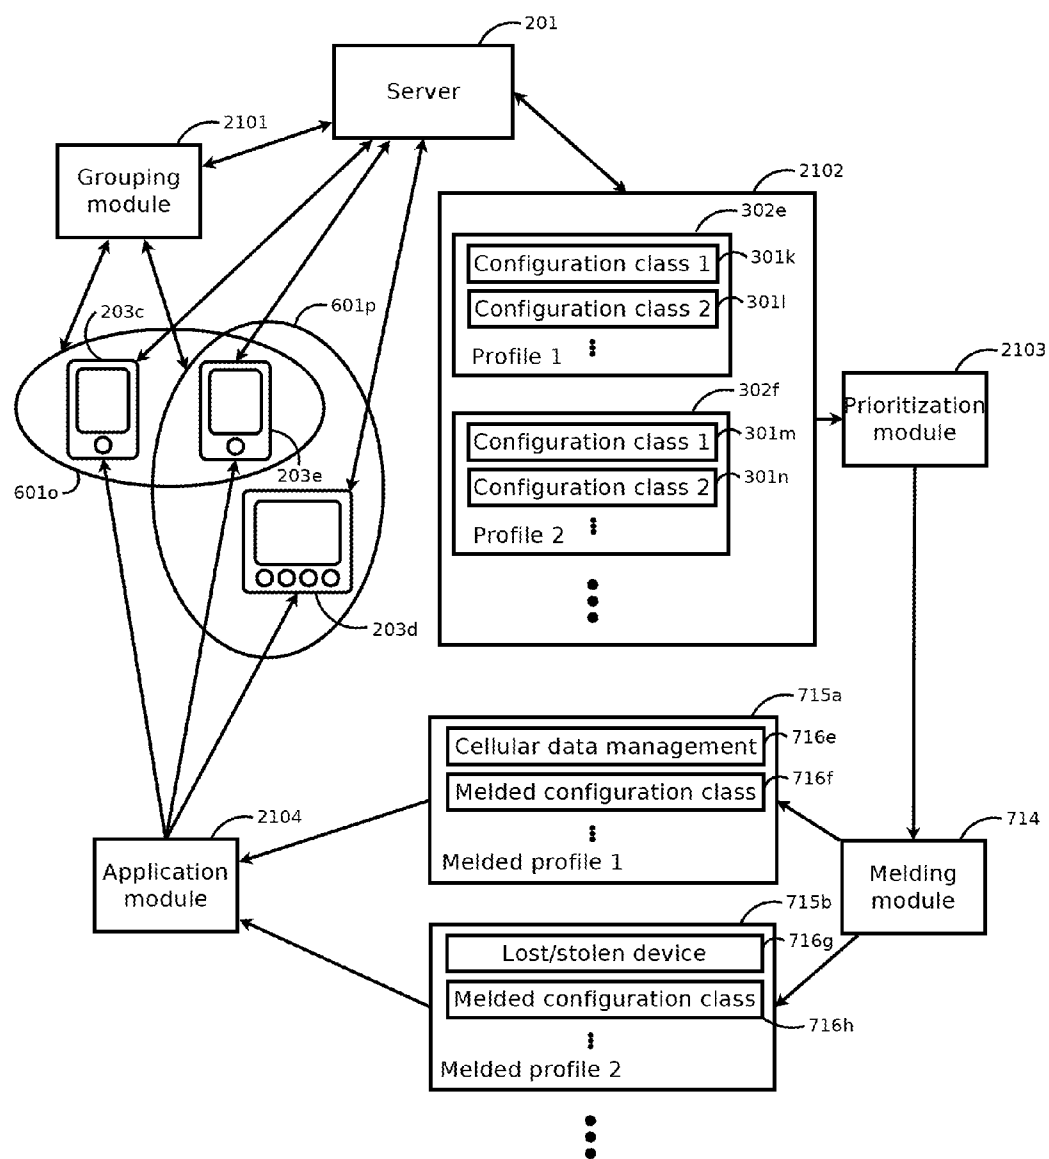 201
Server
2101
Grouping
module
2102
302e
Configuration class 1
301k
Configuration class 2
301l
Profile 1
601p
203c
2103
Prioritization
module
302f
Configuration class 1
301m
Configuration class 2
301n
Profile 2
203e
601o
203d
715a
Cellular data management
716e
Melded configuration class
716f
Melded profile 1
2104
Application
module
714
Melding
module
715b
Lost/stolen device
716g
Melded configuration class
716h
Melded profile 2